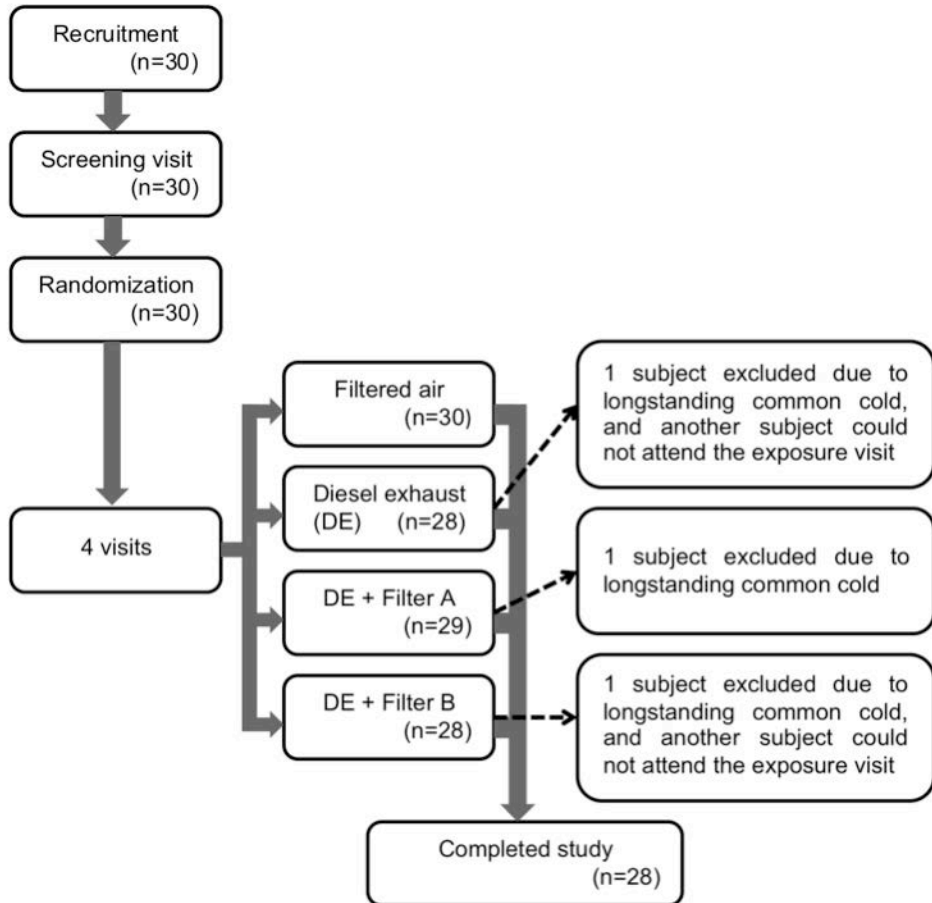 Recruitment
(n=30)
Screening visit
(n=30)
Randomization
(n=30)
4 visits
Filtered air
(n=30)
Diesel exhaust
(DE) (n=28)
DE + Filter A
(n=29)
DE + Filter B
(n=28)
1 subject excluded due to
longstanding common cold,
and another subject could
not attend the exposure visit
1 subject excluded due to
longstanding common cold
1 subject excluded due to
longstanding common cold,
and another subject could
not attend the exposure visit
Completed study
(n=28)